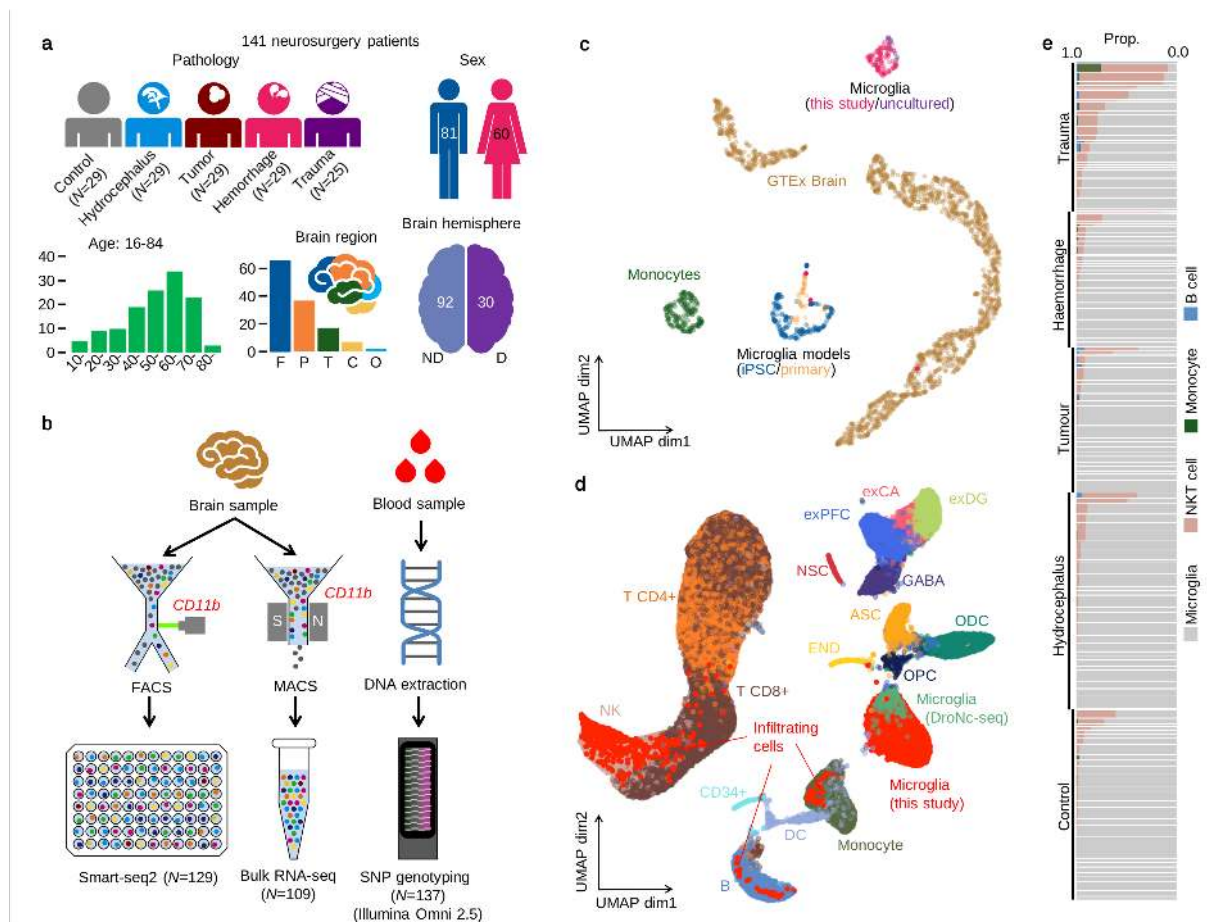 a
141 neurosurgery patients
Pathology
Sex
Control
(N=29)
Hydrocephalus
(N=29)
Tumor
(N=29)
Hemorrhage
(N=29)
Trauma
(N=25)
81
60
Age: 16-84
40
30
20
10
0
10-
20-
30-
40-
50-
60-
70-
80-
Brain region
60
40
20
0
F P T C O
Brain hemisphere
92
30
ND
D
b
Brain sample
Blood sample
CD11b
CD11b
S N
FACS
MACS
DNA extraction
Smart-seq2 (N=129)
Bulk RNA-seq
(N=109)
SNP genotyping
(N=137)
(Illumina Omni 2.5)
c
Microglia
(this study/uncultured)
GTEx Brain
Monocytes
Microglia models
(iPSC/primary)
UMAP dim2
UMAP dim1
d
exCA
exDG
exPFC
NSC
GABA
T CD4+
ASC
ODC
END
OPC
T CD8+
Microglia
(DroNc-seq)
NK
Infiltrating
cells
Microglia
(this study)
CD34+
DC
Monocyte
B
UMAP dim2
UMAP dim1
e
Prop.
1.0
0.0
Trauma
Haemorrhage
Tumour
Hydrocephalus
Control
B cell
Monocyte
NKT cell
Microglia